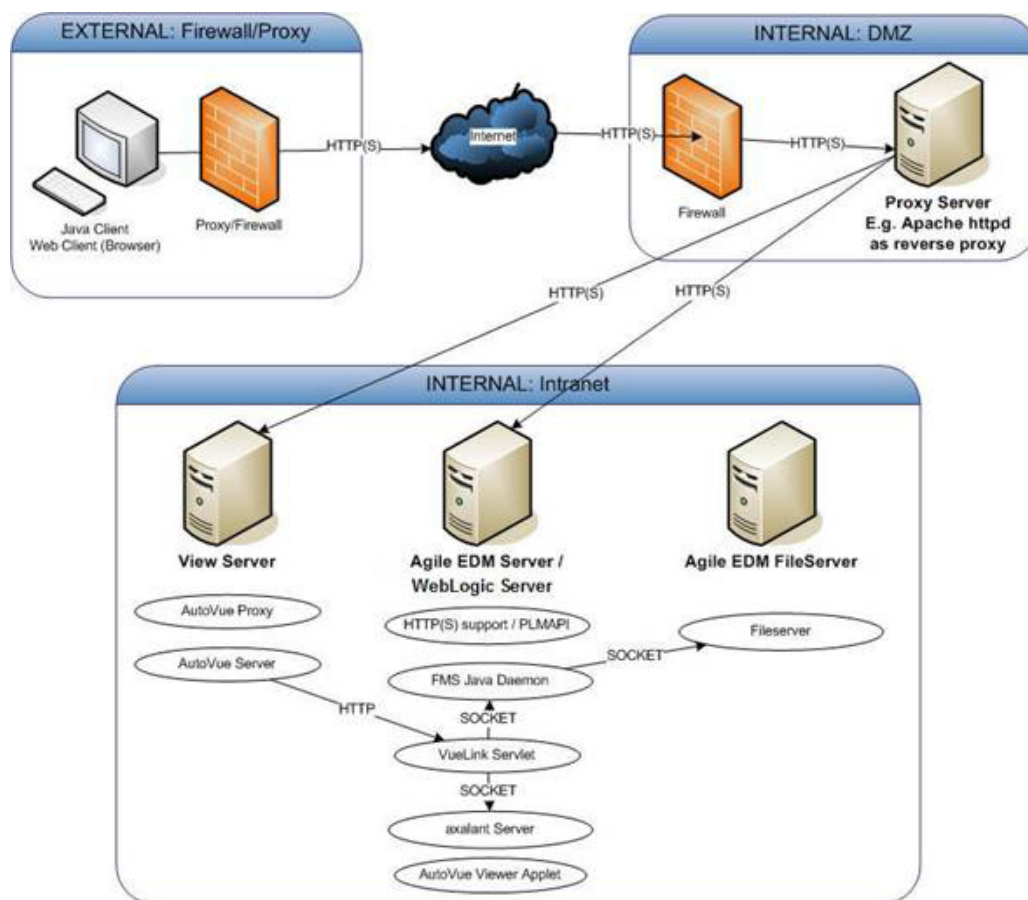 EXTERNAL: Firewall/Proxy
INTERNAL: DMZ
HTTP(S)
Internet
HTTP(S)
HTTP(S)
Java Client
Web Client (Browser)
Proxy/Firewall
Firewall
Proxy Server
E.g. Apache httpd
as reverse proxy
HTTP(S)
HTTP(S)
INTERNAL: Intranet
View Server
Agile EDM Server /
WebLogic Server
Agile EDM FileServer
AutoVue Proxy
HTTP(S) support / PLMAPI
Fileserver
AutoVue Server
SOCKET
FMS Java Daemon
HTTP
SOCKET
VueLink Servlet
SOCKET
axalant Server
AutoVue Viewer Applet